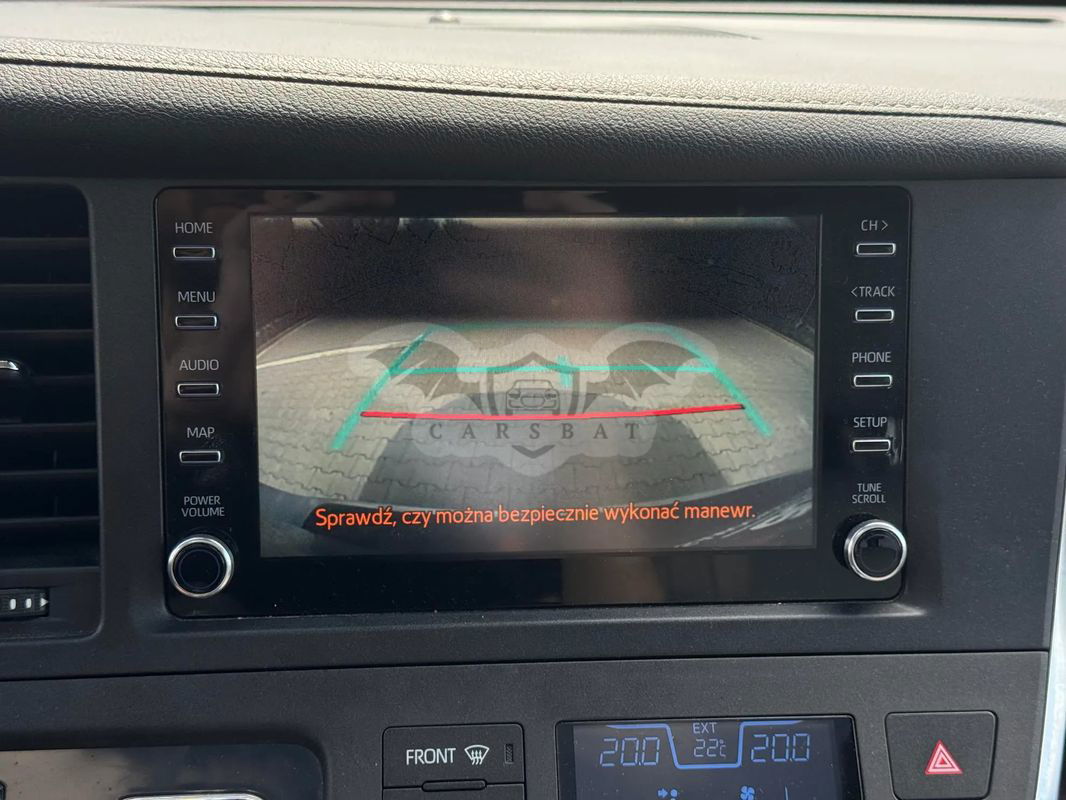 HOME
MENU
AUDIO
MAP
POWER
VOLUME
CH >
< TRACK
PHONE
SETUP
TUNE
SCROLL
CARSBAT
Sprawdź, czy można bezpiecznie wykonać manewr.
FRONT
20.0
EXT
22°C
20.0